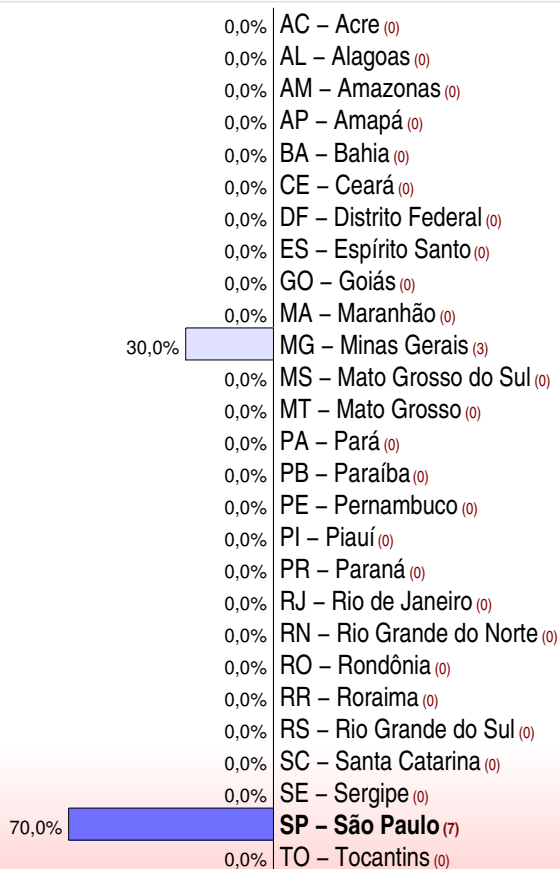 0,0% AC – Acre (0)
0,0% AL – Alagoas (0)
0,0% AM – Amazonas (0)
0,0% AP – Amapá (0)
0,0% BA – Bahia (0)
0,0% CE – Ceará (0)
0,0% DF – Distrito Federal (0)
0,0% ES – Espírito Santo (0)
0,0% GO – Goiás (0)
0,0% MA – Maranhão (0)
30,0% MG – Minas Gerais (3)
0,0% MS – Mato Grosso do Sul (0)
0,0% MT – Mato Grosso (0)
0,0% PA – Pará (0)
0,0% PB – Paraíba (0)
0,0% PE – Pernambuco (0)
0,0% PI – Piauí (0)
0,0% PR – Paraná (0)
0,0% RJ – Rio de Janeiro (0)
0,0% RN – Rio Grande do Norte (0)
0,0% RO – Rondônia (0)
0,0% RR – Roraima (0)
0,0% RS – Rio Grande do Sul (0)
0,0% SC – Santa Catarina (0)
0,0% SE – Sergipe (0)
70,0% SP – São Paulo (7)
0,0% TO – Tocantins (0)